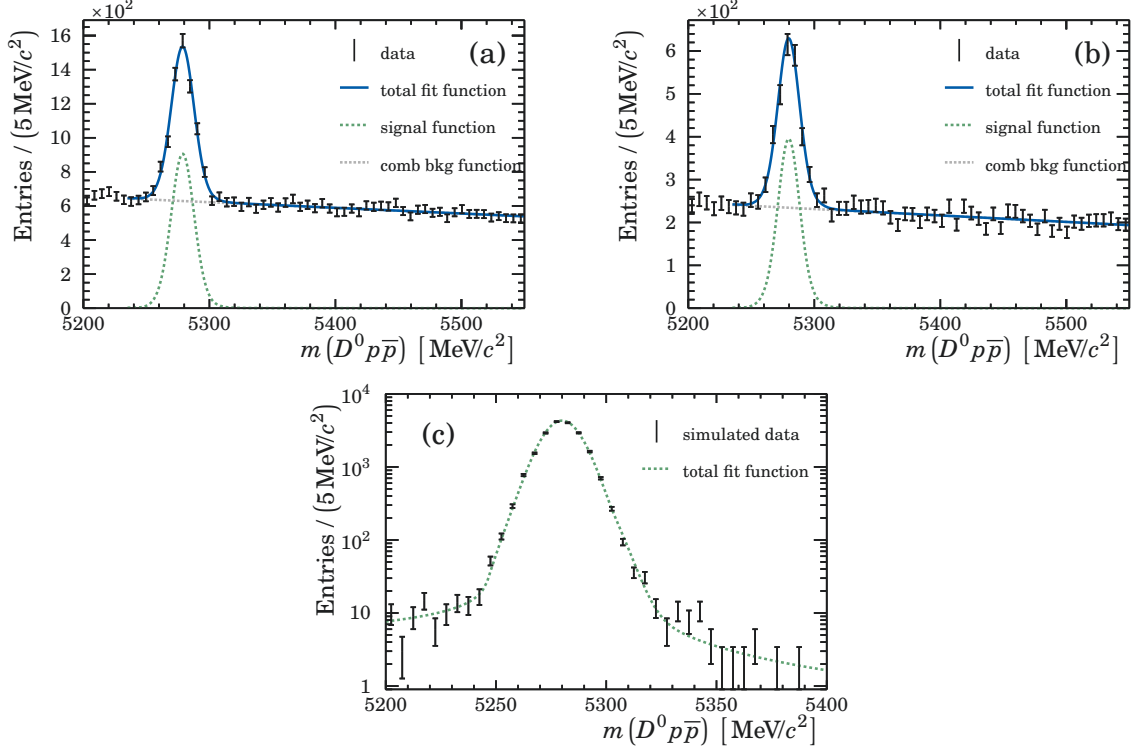 ×10²
16
14
12
10
8
6
4
2
0
Entries / (5 MeV/c²)
(a)
data
total fit function
signal function
comb bkg function
5200 5300 5400 5500
m(D⁰pp̅) [MeV/c²]
×10²
6
4
2
0
Entries / (5 MeV/c²)
(b)
data
total fit function
signal function
comb bkg function
5200 5300 5400 5500
m(D⁰pp̅) [MeV/c²]
10⁴
10³
10²
10
1
Entries / (5 MeV/c²)
(c)
simulated data
total fit function
5200 5250 5300 5350 5400
m(D⁰pp̅) [MeV/c²]